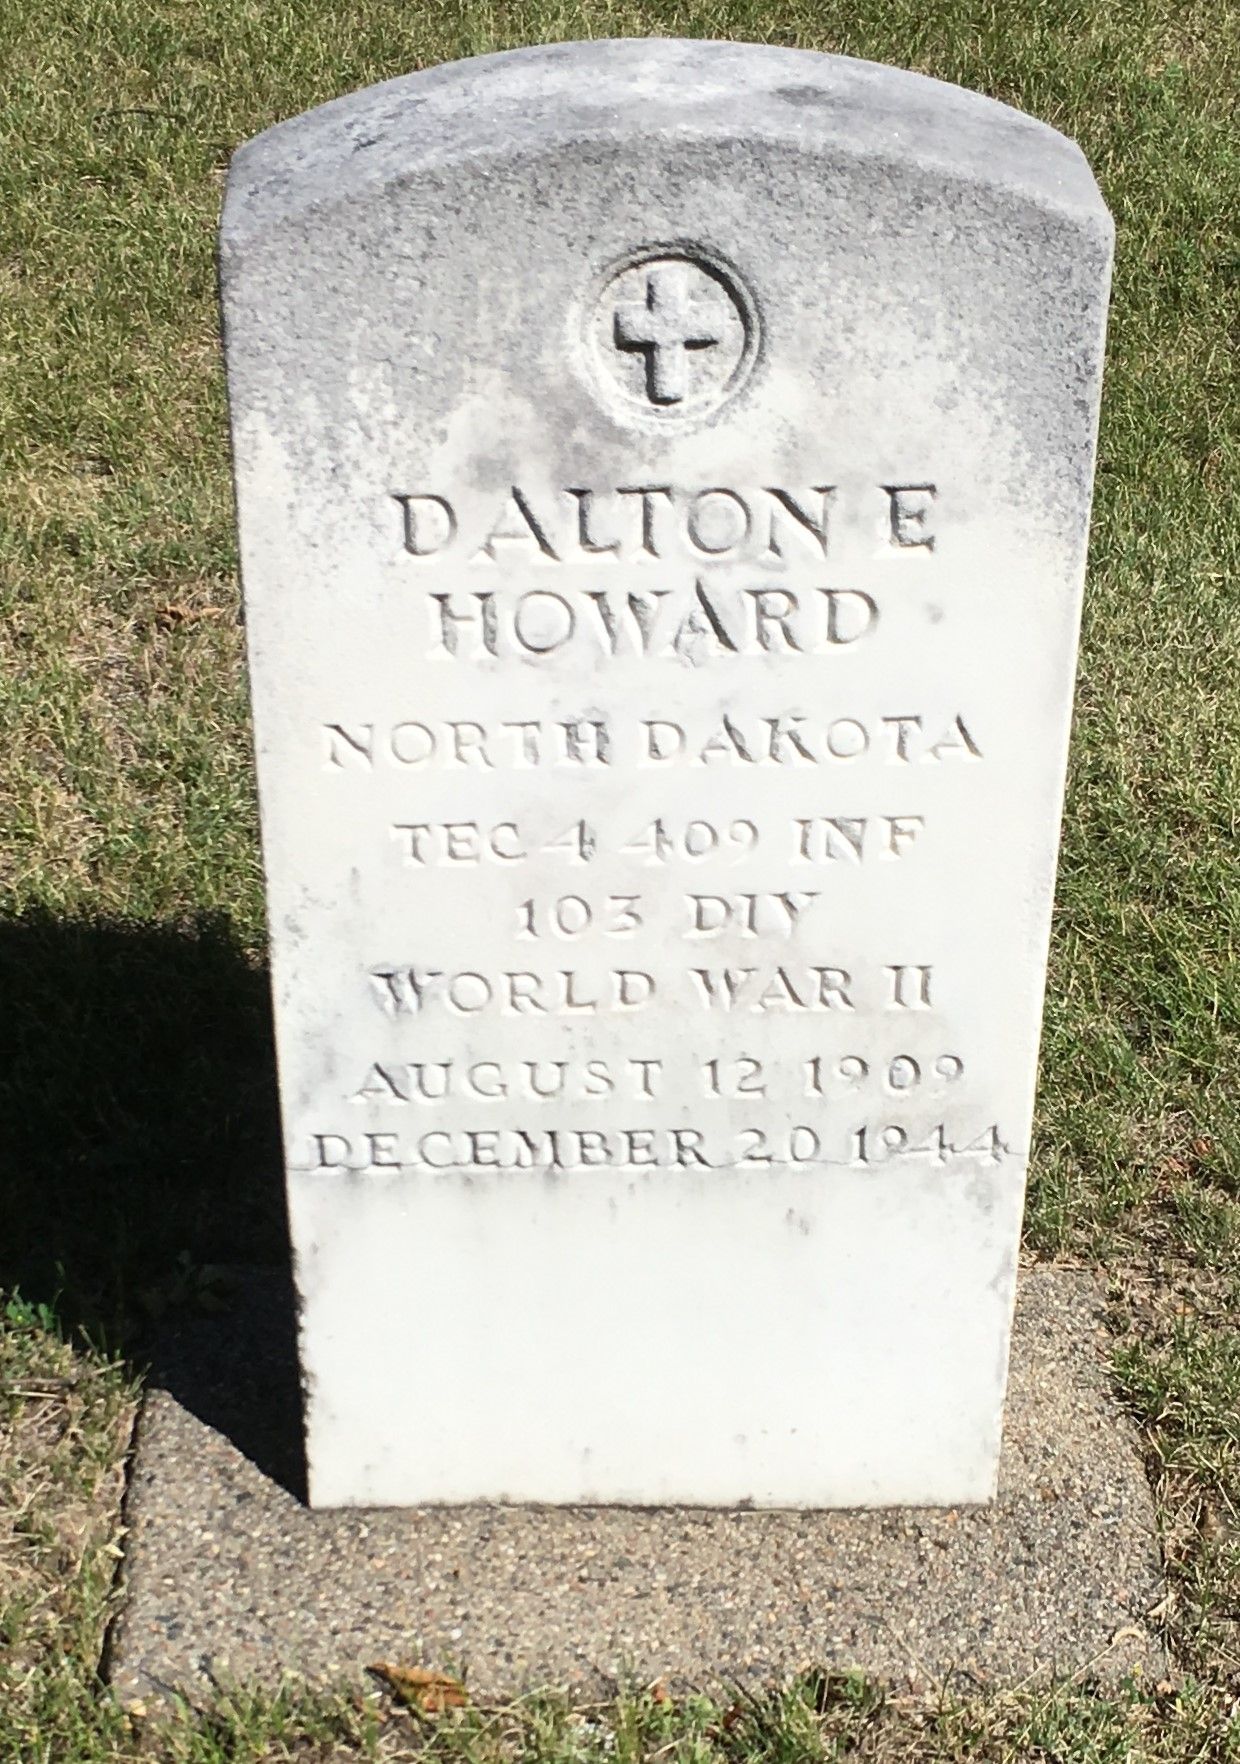 DALTON E
HOWARD
NORTH DAKOTA
TEC 4 409 INF
103 DIV
WORLD WAR II
AUGUST 12 1909
DECEMBER 20 1944